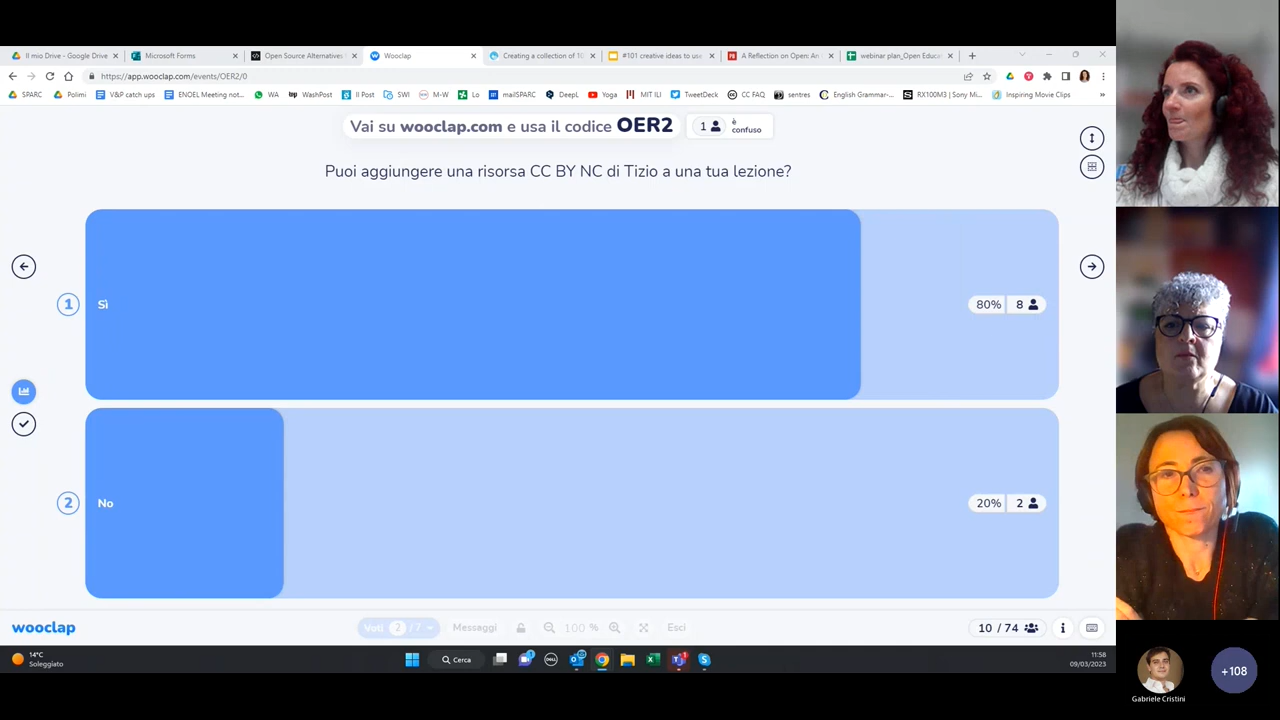 Il mio Drive - Google Drive
Microsoft Forms
Open Source Alternatives
Wooclap
Creating a collection of 10
#101 creative ideas to use
A Reflection on Open: An
webinar plan_Open Educa
https://app.wooclap.com/events/OER2/0
SPARC
Polimi
V&P catch ups
ENOEL Meeting not...
WA
WashPost
Il Post
SWI
M-W
Lo
mailSPARC
DeepL
Yoga
MIT ILI
TweetDeck
CC FAQ
sentres
English Grammar-...
RX100M3 | Sony Mi...
Inspiring Movie Clips
Vai su wooclap.com e usa il codice OER2
1
è
confuso
Puoi aggiungere una risorsa CC BY NC di Tizio a una tua lezione?
1
Sì
80%
8
2
No
20%
2
wooclap
Voti 2 / 7
Messaggi
100 %
Esci
10 / 74
14°C
Soleggiato
Cerca
11:58
09/03/2023
Gabriele Cristini
+108